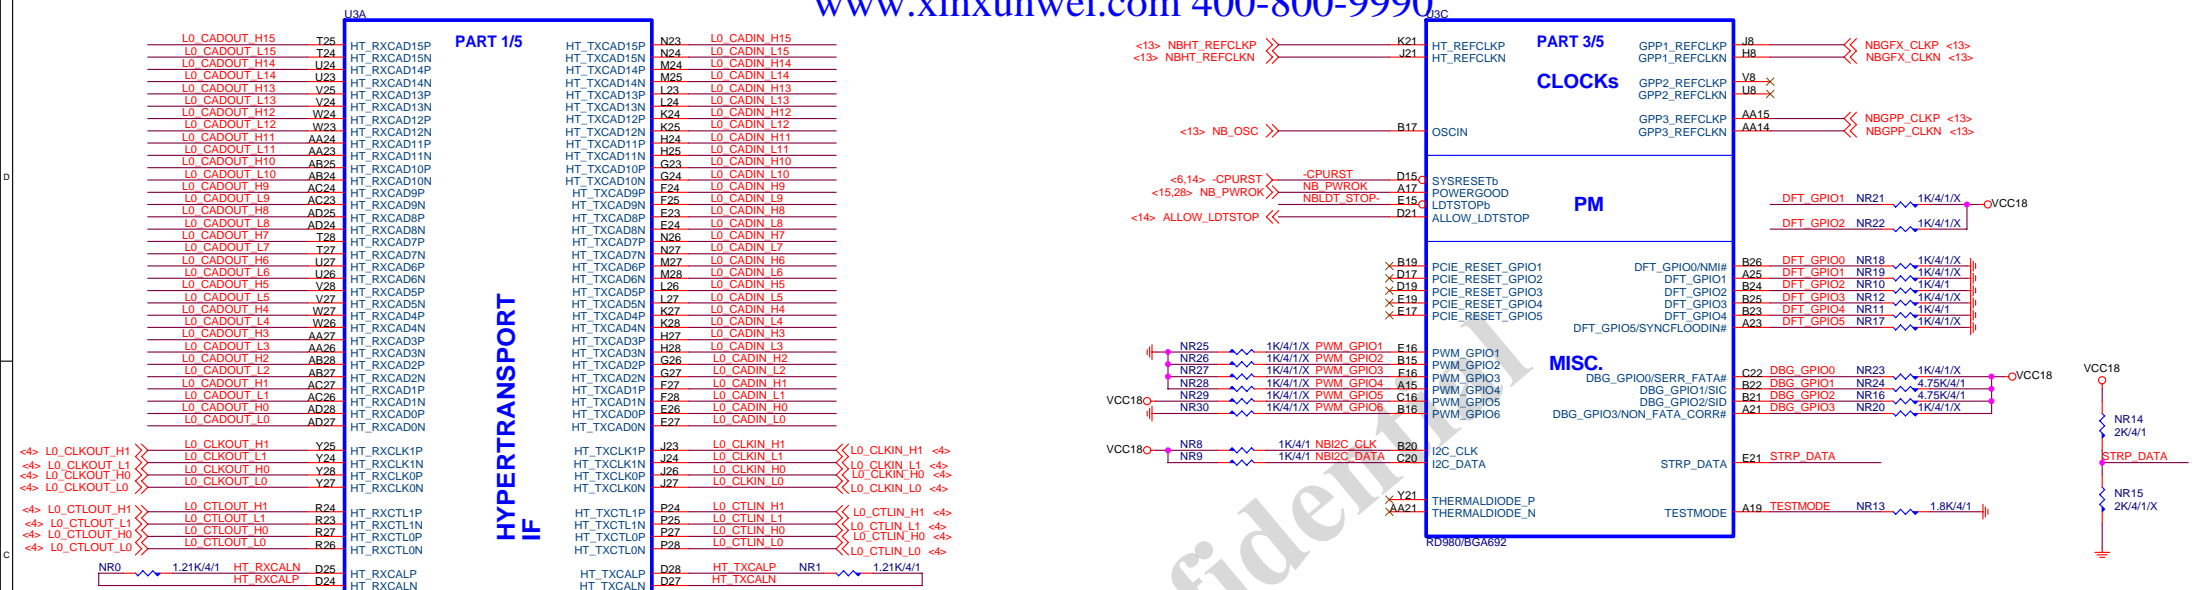 www.xinxunwei.com 400-800-9990
U3A
PART 1/5
HYPERTRANSPORT
IF
L0_CADOUT_H15 T25 HT_RXCAD15P HT_TXCAD15P N23 L0_CADIN_H15
L0_CADOUT_L15 T24 HT_RXCAD15N HT_TXCAD15N N24 L0_CADIN_L15
L0_CADOUT_H14 U24 HT_RXCAD14P HT_TXCAD14P M24 L0_CADIN_H14
L0_CADOUT_L14 U23 HT_RXCAD14N HT_TXCAD14N M25 L0_CADIN_L14
L0_CADOUT_H13 V25 HT_RXCAD13P HT_TXCAD13P L23 L0_CADIN_H13
L0_CADOUT_L13 V24 HT_RXCAD13N HT_TXCAD13N L24 L0_CADIN_L13
L0_CADOUT_H12 W24 HT_RXCAD12P HT_TXCAD12P K24 L0_CADIN_H12
L0_CADOUT_L12 W23 HT_RXCAD12N HT_TXCAD12N K25 L0_CADIN_L12
L0_CADOUT_H11 AA24 HT_RXCAD11P HT_TXCAD11P H24 L0_CADIN_H11
L0_CADOUT_L11 AA23 HT_RXCAD11N HT_TXCAD11N H25 L0_CADIN_L11
L0_CADOUT_H10 AB25 HT_RXCAD10P HT_TXCAD10P G23 L0_CADIN_H10
L0_CADOUT_L10 AB24 HT_RXCAD10N HT_TXCAD10N G24 L0_CADIN_L10
L0_CADOUT_H9 AC24 HT_RXCAD9P HT_TXCAD9P F24 L0_CADIN_H9
L0_CADOUT_L9 AC23 HT_RXCAD9N HT_TXCAD9N F25 L0_CADIN_L9
L0_CADOUT_H8 AD25 HT_RXCAD8P HT_TXCAD8P E23 L0_CADIN_H8
L0_CADOUT_L8 AD24 HT_RXCAD8N HT_TXCAD8N E24 L0_CADIN_L8
L0_CADOUT_H7 T28 HT_RXCAD7P HT_TXCAD7P N26 L0_CADIN_H7
L0_CADOUT_L7 T27 HT_RXCAD7N HT_TXCAD7N N27 L0_CADIN_L7
L0_CADOUT_H6 U27 HT_RXCAD6P HT_TXCAD6P M27 L0_CADIN_H6
L0_CADOUT_L6 U26 HT_RXCAD6N HT_TXCAD6N M28 L0_CADIN_L6
L0_CADOUT_H5 V28 HT_RXCAD5P HT_TXCAD5P L26 L0_CADIN_H5
L0_CADOUT_L5 V27 HT_RXCAD5N HT_TXCAD5N L27 L0_CADIN_L5
L0_CADOUT_H4 W27 HT_RXCAD4P HT_TXCAD4P K27 L0_CADIN_H4
L0_CADOUT_L4 W26 HT_RXCAD4N HT_TXCAD4N K28 L0_CADIN_L4
L0_CADOUT_H3 AA27 HT_RXCAD3P HT_TXCAD3P H27 L0_CADIN_H3
L0_CADOUT_L3 AA26 HT_RXCAD3N HT_TXCAD3N H28 L0_CADIN_L3
L0_CADOUT_H2 AB28 HT_RXCAD2P HT_TXCAD2P G26 L0_CADIN_H2
L0_CADOUT_L2 AB27 HT_RXCAD2N HT_TXCAD2N G27 L0_CADIN_L2
L0_CADOUT_H1 AC27 HT_RXCAD1P HT_TXCAD1P F27 L0_CADIN_H1
L0_CADOUT_L1 AC26 HT_RXCAD1N HT_TXCAD1N F28 L0_CADIN_L1
L0_CADOUT_H0 AD28 HT_RXCAD0P HT_TXCAD0P E26 L0_CADIN_H0
L0_CADOUT_L0 AD27 HT_RXCAD0N HT_TXCAD0N E27 L0_CADIN_L0
<4> L0_CLKOUT_H1 L0_CLKOUT_H1 Y25 HT_RXCLK1P HT_TXCLK1P J23 L0_CLKIN_H1 L0_CLKIN_H1 <4>
<4> L0_CLKOUT_L1 L0_CLKOUT_L1 Y24 HT_RXCLK1N HT_TXCLK1N J24 L0_CLKIN_L1 L0_CLKIN_L1 <4>
<4> L0_CLKOUT_H0 L0_CLKOUT_H0 Y28 HT_RXCLK0P HT_TXCLK0P J26 L0_CLKIN_H0 L0_CLKIN_H0 <4>
<4> L0_CLKOUT_L0 L0_CLKOUT_L0 Y27 HT_RXCLK0N HT_TXCLK0N J27 L0_CLKIN_L0 L0_CLKIN_L0 <4>
<4> L0_CTLOUT_H1 L0_CTLOUT_H1 R24 HT_RXCTL1P HT_TXCTL1P P24 L0_CTLIN_H1 L0_CTLIN_H1 <4>
<4> L0_CTLOUT_L1 L0_CTLOUT_L1 R23 HT_RXCTL1N HT_TXCTL1N P25 L0_CTLIN_L1 L0_CTLIN_L1 <4>
<4> L0_CTLOUT_H0 L0_CTLOUT_H0 R27 HT_RXCTL0P HT_TXCTL0P P27 L0_CTLIN_H0 L0_CTLIN_H0 <4>
<4> L0_CTLOUT_L0 L0_CTLOUT_L0 R26 HT_RXCTL0N HT_TXCTL0N P28 L0_CTLIN_L0 L0_CTLIN_L0 <4>
NR0 1.21K/4/1 HT_RXCALN D25 HT_RXCALP HT_TXCALP D28 HT_TXCALP NR1 1.21K/4/1
HT_RXCALP D24 HT_RXCALN HT_TXCALN D27 HT_TXCALN
D
C
U3C
PART 3/5
CLOCKs
<13> NBHT_REFCLKP K21 HT_REFCLKP GPP1_REFCLKP J8 NBGFX_CLKP <13>
<13> NBHT_REFCLKN J21 HT_REFCLKN GPP1_REFCLKN H8 NBGFX_CLKN <13>
GPP2_REFCLKP V8
GPP2_REFCLKN U8
GPP3_REFCLKP AA15 NBGPP_CLKP <13>
<13> NB_OSC B17 OSCIN GPP3_REFCLKN AA14 NBGPP_CLKN <13>
PM
<6,14> -CPURST -CPURST D15 SYSRESETb
<15,28> NB_PWROK NB_PWROK A17 POWERGOOD
NBLDT_STOP- E15 LDTSTOPb
<14> ALLOW_LDTSTOP D21 ALLOW_LDTSTOP
DFT_GPIO1 NR21 1K/4/1/X VCC18
DFT_GPIO2 NR22 1K/4/1/X
MISC.
B19 PCIE_RESET_GPIO1 DFT_GPIO0/NMI# B26 DFT_GPIO0 NR18 1K/4/1/X
D17 PCIE_RESET_GPIO2 DFT_GPIO1 A25 DFT_GPIO1 NR19 1K/4/1/X
D19 PCIE_RESET_GPIO3 DFT_GPIO2 B24 DFT_GPIO2 NR10 1K/4/1
E19 PCIE_RESET_GPIO4 DFT_GPIO3 B25 DFT_GPIO3 NR12 1K/4/1/X
E17 PCIE_RESET_GPIO5 DFT_GPIO4 B23 DFT_GPIO4 NR11 1K/4/1
DFT_GPIO5/SYNCFLOODIN# A23 DFT_GPIO5 NR17 1K/4/1/X
NR25 1K/4/1/X PWM_GPIO1 E16 PWM_GPIO1
NR26 1K/4/1/X PWM_GPIO2 B15 PWM_GPIO2
NR27 1K/4/1/X PWM_GPIO3 F16 PWM_GPIO3 DBG_GPIO0/SERR_FATA# C22 DBG_GPIO0 NR23 1K/4/1/X VCC18
NR28 1K/4/1/X PWM_GPIO4 A15 PWM_GPIO4 DBG_GPIO1/SIC B22 DBG_GPIO1 NR24 4.75K/4/1
VCC18 NR29 1K/4/1/X PWM_GPIO5 C16 PWM_GPIO5 DBG_GPIO2/SID B21 DBG_GPIO2 NR16 4.75K/4/1
NR30 1K/4/1/X PWM_GPIO6 B16 PWM_GPIO6 DBG_GPIO3/NON_FATA_CORR# A21 DBG_GPIO3 NR20 1K/4/1/X
VCC18 NR8 1K/4/1 NBI2C_CLK B20 I2C_CLK
NR9 NBI2C_DATA C20 I2C_DATA STRP_DATA E21 STRP_DATA
Y21 THERMALDIODE_P
AA21 THERMALDIODE_N TESTMODE A19 TESTMODE NR13 1.8K/4/1
RD980/BGA692
VCC18
NR14
2K/4/1
STRP_DATA
NR15
2K/4/1/X
fidential